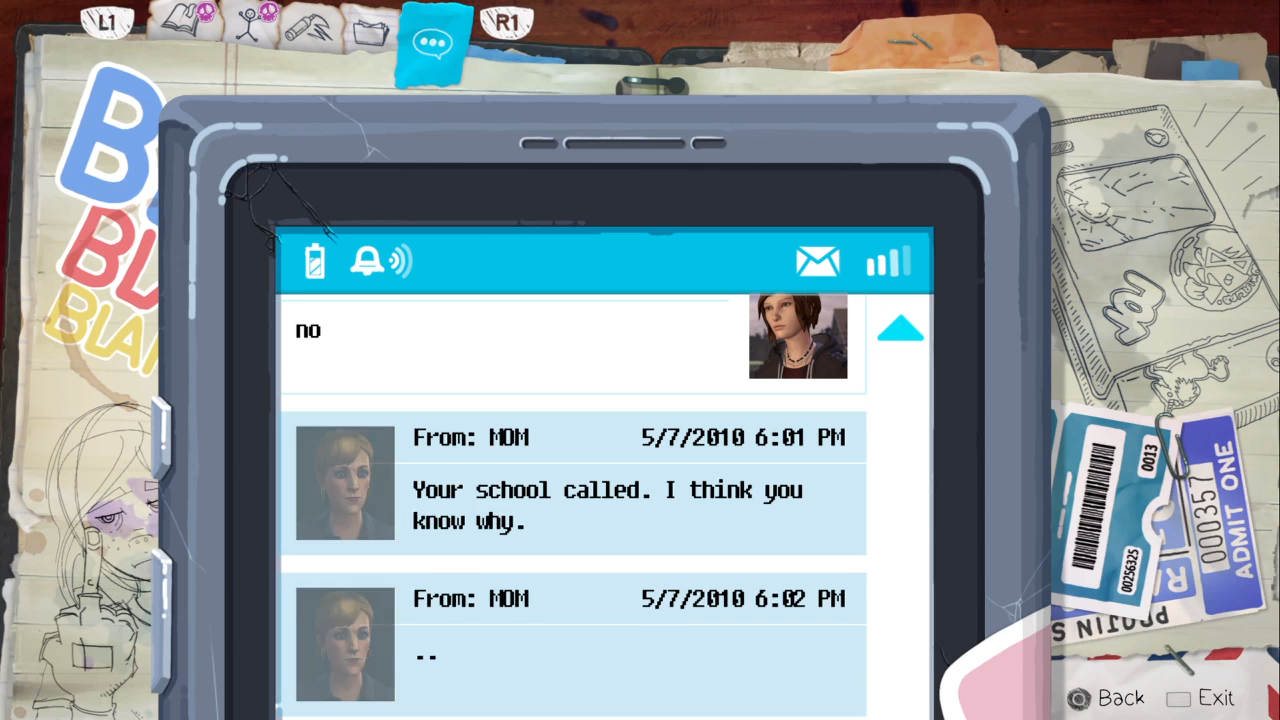 L1
R1
no
From: MOM 5/7/2010 6:01 PM
Your school called. I think you
know why.
From: MOM 5/7/2010 6:02 PM
--
0013
00256325
000357
ADMIT ONE
Back Exit